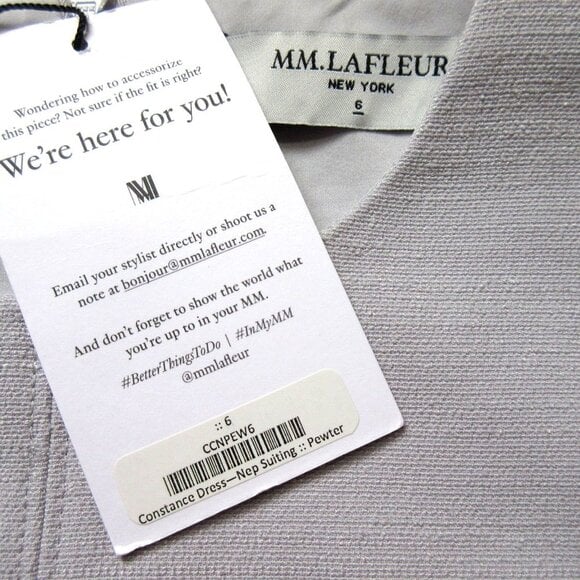 Wondering how to accessorize
this piece? Not sure if the fit is right?
We're here for you!
MM
Email your stylist directly or shoot us a
note at bonjour@mmlafleur.com.
And don't forget to show the world what
you're up to in your MM.
#BetterThingsToDo | #InMyMM
@mmlafleur
:: 6
CCNPEW6
Constance Dress—Nep Suiting :: Pewter
MM.LAFLEUR
NEW YORK
6